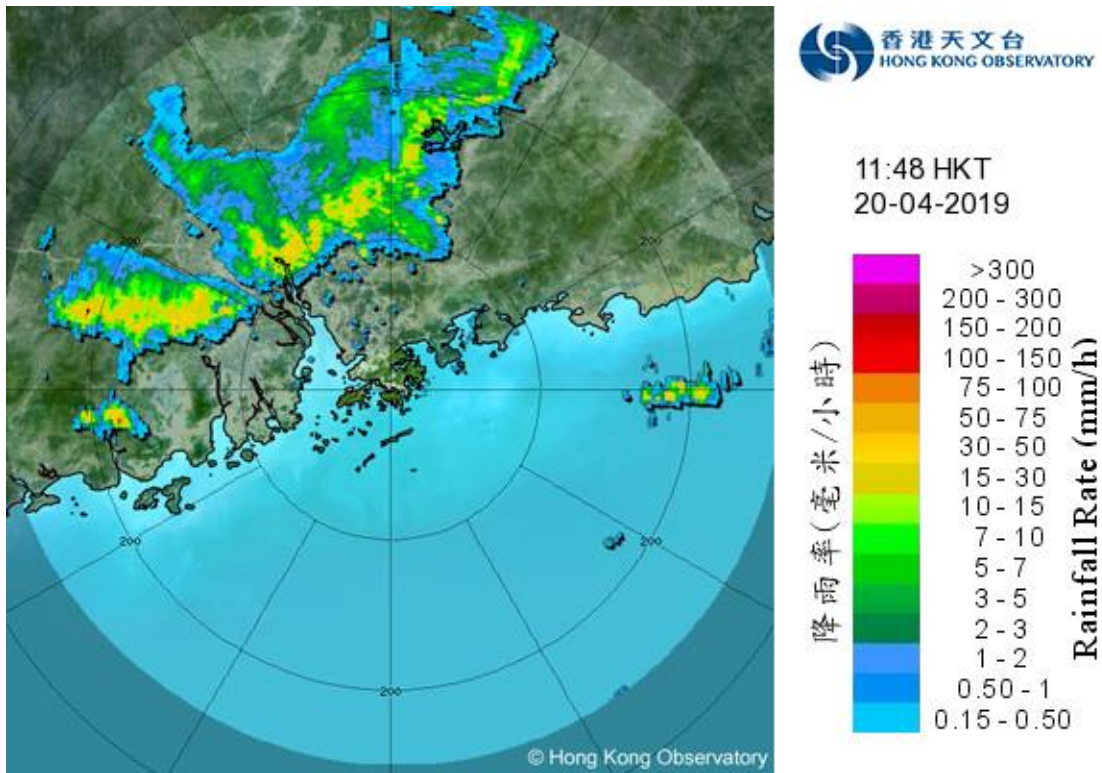 香港天文台
HONG KONG OBSERVATORY
11:48 HKT
20-04-2019
降雨率(毫米/小時)
Rainfall Rate (mm/h)
>300
200 - 300
150 - 200
100 - 150
75 - 100
50 - 75
30 - 50
15 - 30
10 - 15
7 - 10
5 - 7
3 - 5
2 - 3
1 - 2
0.50 - 1
0.15 - 0.50
200
200
200
200
200
200
© Hong Kong Observatory